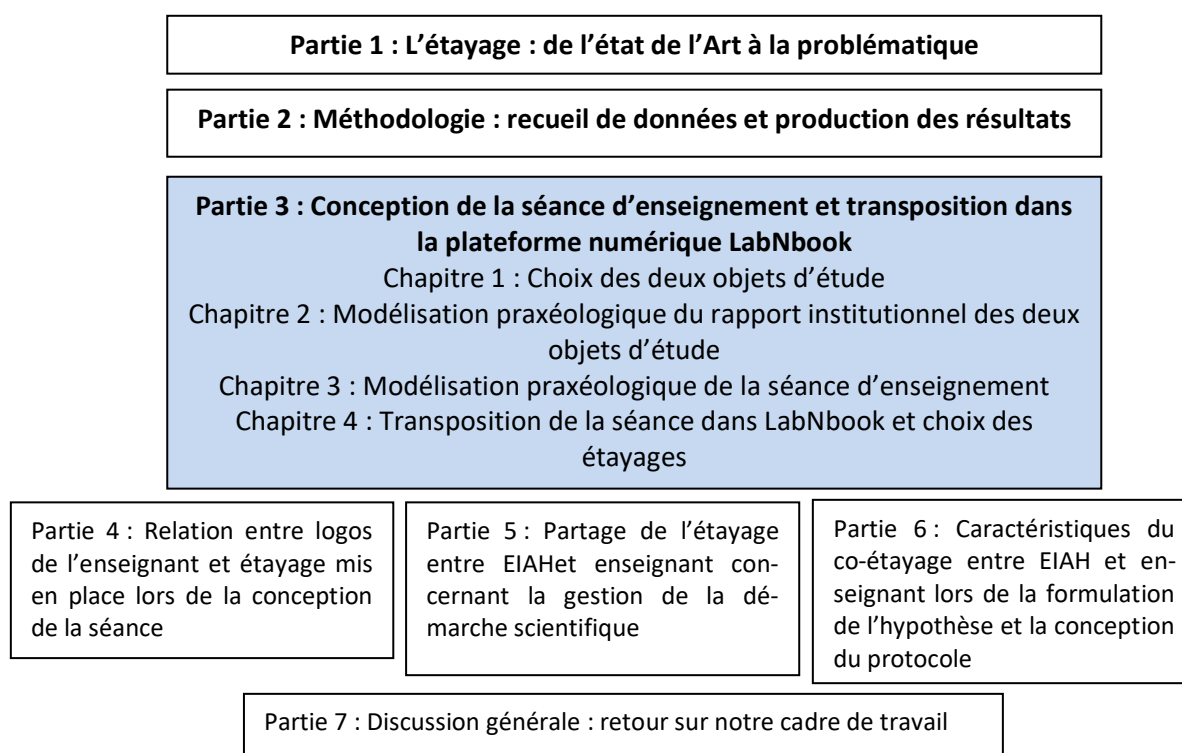 Partie 1 : L’étayage : de l’état de l’Art à la problématique
Partie 2 : Méthodologie : recueil de données et production des résultats
Partie 3 : Conception de la séance d’enseignement et transposition dans
la plateforme numérique LabNbook
Chapitre 1 : Choix des deux objets d’étude
Chapitre 2 : Modélisation praxéologique du rapport institutionnel des deux
objets d’étude
Chapitre 3 : Modélisation praxéologique de la séance d’enseignement
Chapitre 4 : Transposition de la séance dans LabNbook et choix des
étayages
Partie 4 : Relation entre logos
de l’enseignant et étayage mis
en place lors de la conception
de la séance
Partie 5 : Partage de l’étayage
entre EIAHet enseignant con-
cernant la gestion de la dé-
marche scientifique
Partie 6 : Caractéristiques du
co-étayage entre EIAH et en-
seignant lors de la formulation
de l’hypothèse et la conception
du protocole
Partie 7 : Discussion générale : retour sur notre cadre de travail